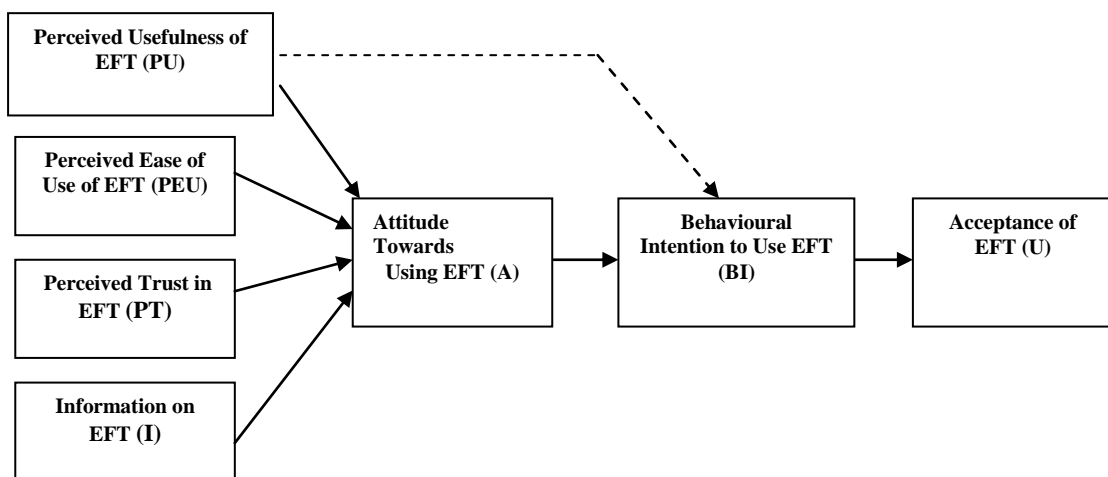 Perceived Usefulness of
EFT (PU)
Perceived Ease of
Use of EFT (PEU)
Perceived Trust in
EFT (PT)
Information on
EFT (I)
Attitude
Towards
Using EFT (A)
Behavioural
Intention to Use EFT
(BI)
Acceptance of
EFT (U)